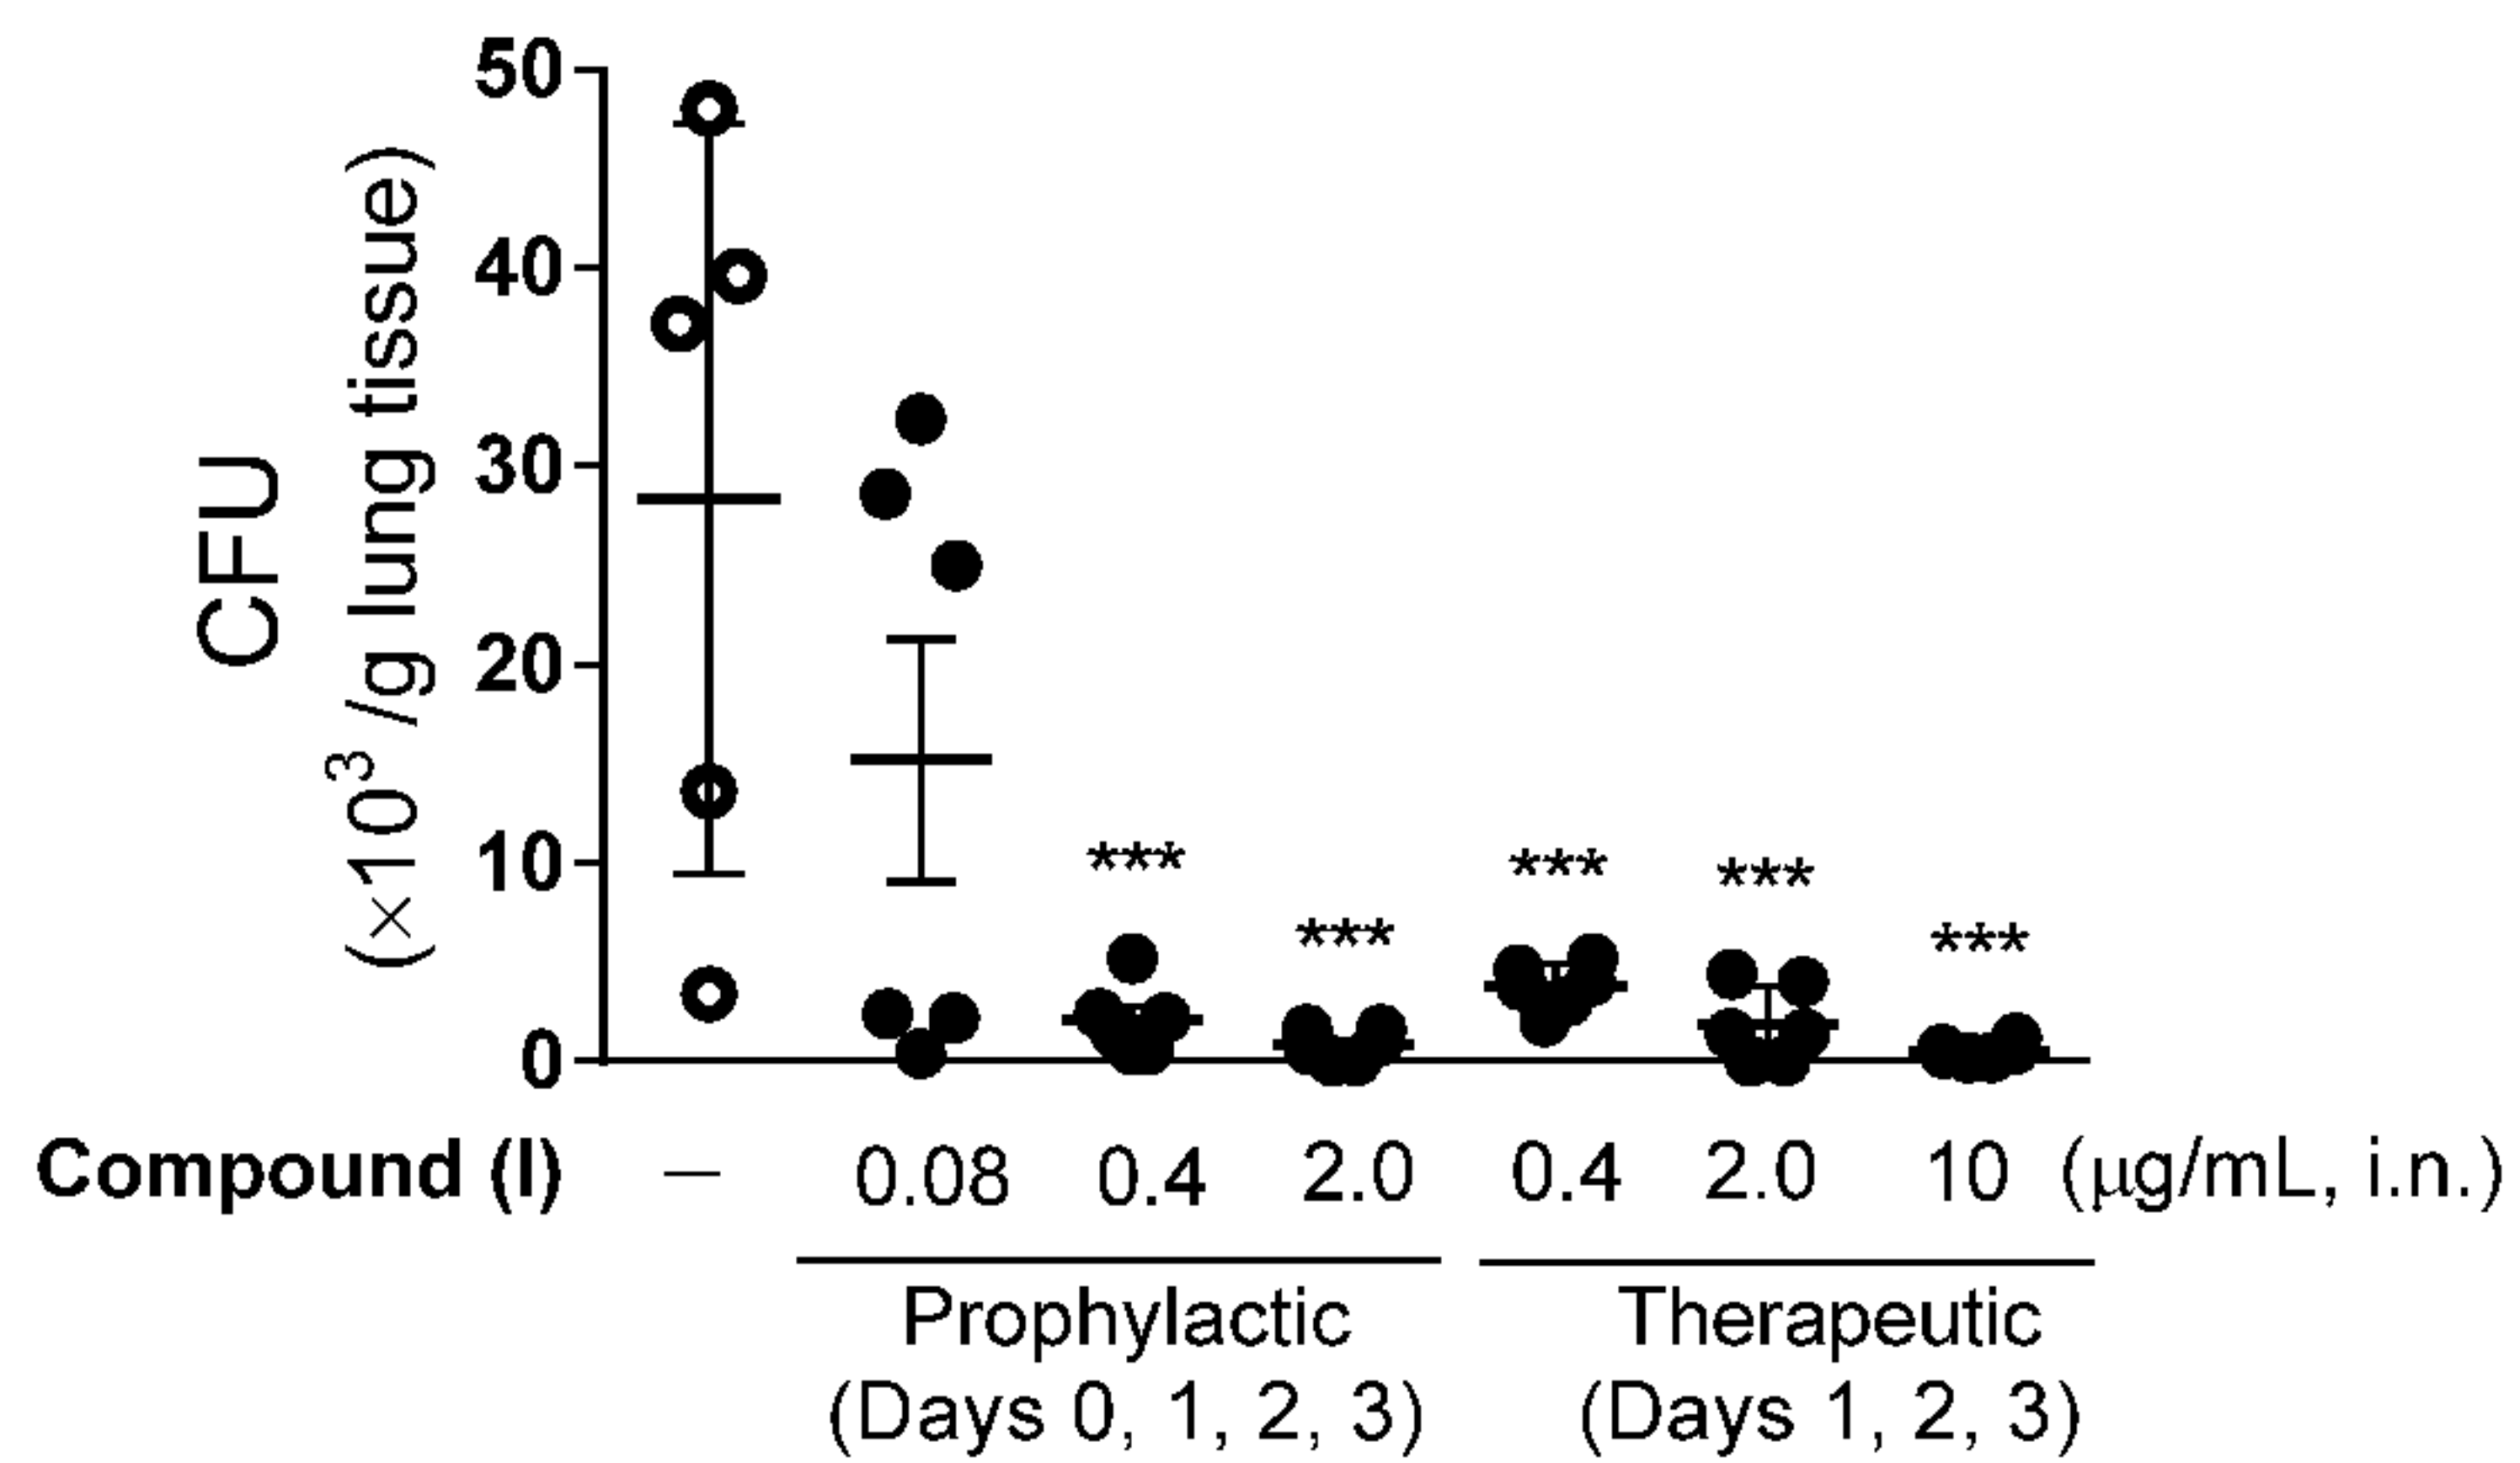 CFU
(×10³/g lung tissue)
50
40
30
20
10
0
***
***
***
***
***
Compound (I) — 0.08 0.4 2.0 0.4 2.0 10 (μg/mL, i.n.)
Prophylactic Therapeutic
(Days 0, 1, 2, 3) (Days 1, 2, 3)